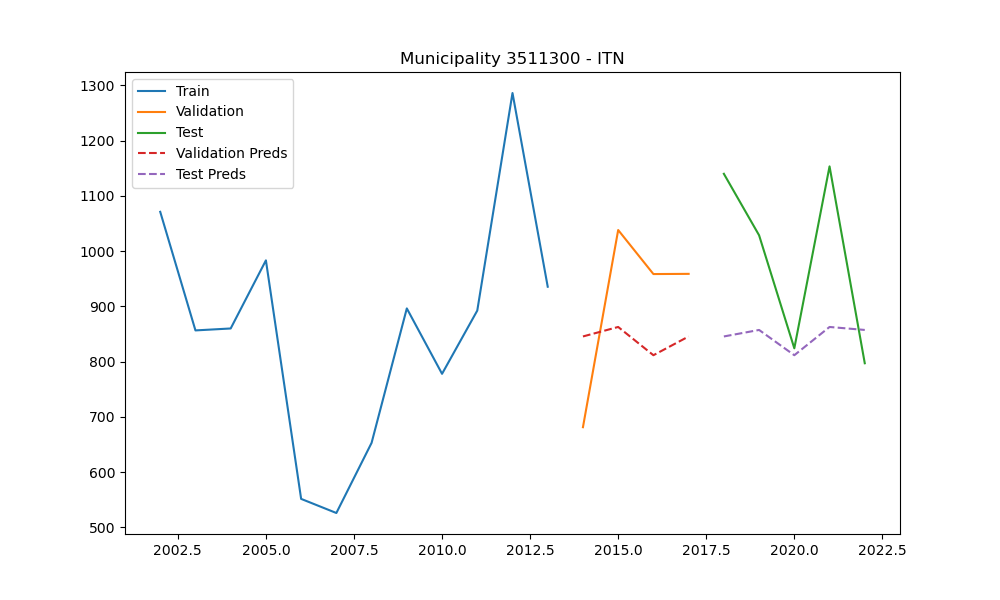 Municipality 3511300 - ITN
Train
Validation
Test
Validation Preds
Test Preds
1300
1200
1100
1000
900
800
700
600
500
2002.5 2005.0 2007.5 2010.0 2012.5 2015.0 2017.5 2020.0 2022.5